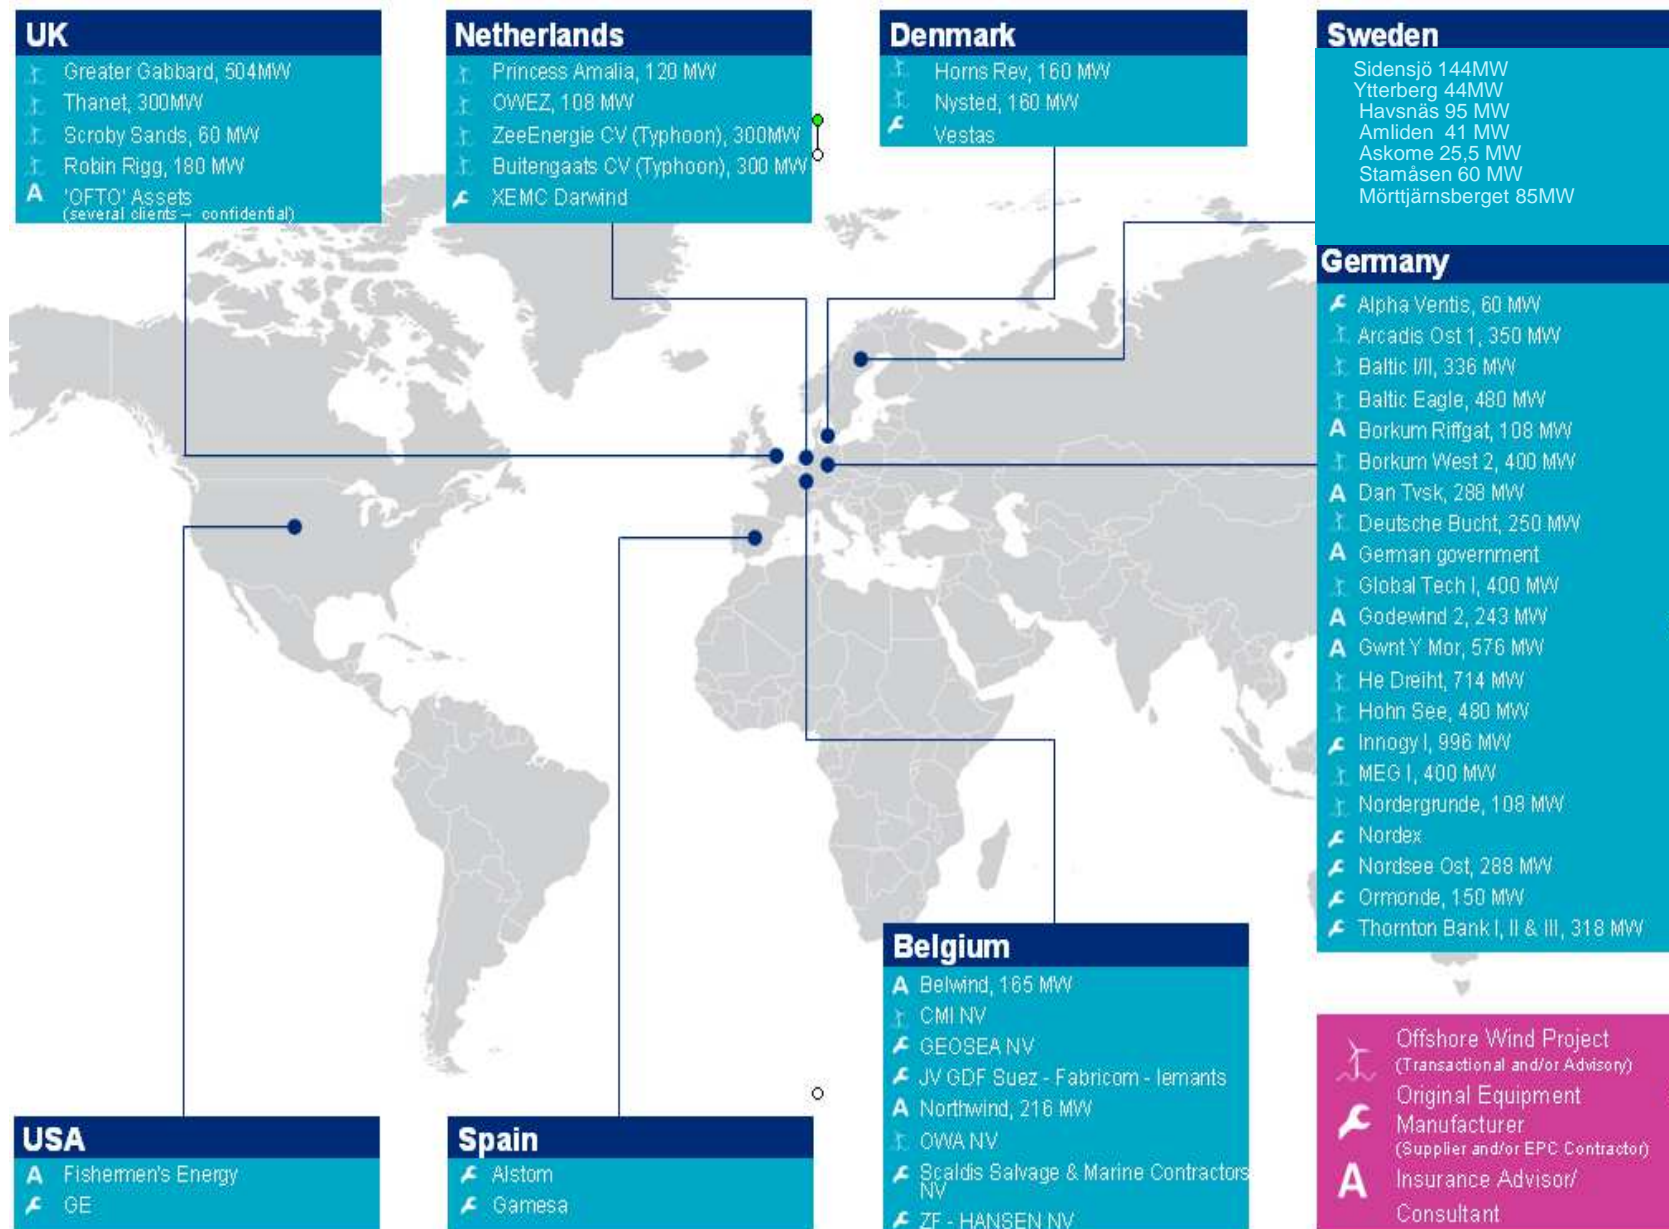 UK
Greater Gabbard, 504MW
Thanet, 300MW
Scroby Sands, 60 MW
Robin Rigg, 180 MW
A 'OFTO' Assets
(several clients – confidential)
Netherlands
Princess Amalia, 120 MW
OWEZ, 108 MW
ZeeEnergie CV (Typhoon), 300MW
Buitengaats CV (Typhoon), 300 MW
XEMC Darwind
Denmark
Horns Rev, 160 MW
Nysted, 160 MW
Vestas
Sweden
Sidensjö 144MW
Ytterberg 44MW
Havsnäs 95 MW
Amliden 41 MW
Askome 25,5 MW
Stamåsen 60 MW
Mörttjärnsberget 85MW
Germany
Alpha Ventis, 60 MW
Arcadis Ost 1, 350 MW
Baltic I/II, 336 MW
Baltic Eagle, 480 MW
A Borkum Riffgat, 108 MW
Borkum West 2, 400 MW
A Dan Tysk, 288 MW
Deutsche Bucht, 250 MW
A German government
Global Tech I, 400 MW
A Godewind 2, 243 MW
A Gwnt Y Mor, 576 MW
He Dreiht, 714 MW
Hohn See, 480 MW
Innogy I, 996 MW
MEG I, 400 MW
Nordergrunde, 108 MW
Nordex
Nordsee Ost, 288 MW
Ormonde, 150 MW
Thornton Bank I, II & III, 318 MW
USA
A Fishermen's Energy
GE
Spain
Alstom
Gamesa
Belgium
A Belwind, 165 MW
CMI NV
GEOSEA NV
JV GDF Suez - Fabricom - Iemants
A Northwind, 216 MW
OWA NV
Scaldis Salvage & Marine Contractors
NV
ZF - HANSEN NV
Offshore Wind Project
(Transactional and/or Advisory)
Original Equipment
Manufacturer
(Supplier and/or EPC Contractor)
A Insurance Advisor/
Consultant